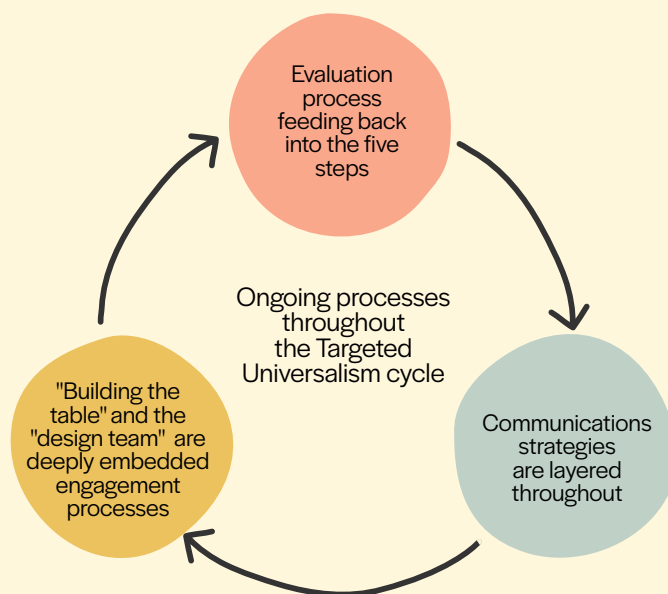 Evaluation
process
feeding back
into the five
steps
Ongoing processes
throughout
the Targeted
Universalism cycle
Communications
strategies
are layered
throughout
"Building the
table" and the
"design team" are
deeply embedded
engagement
processes